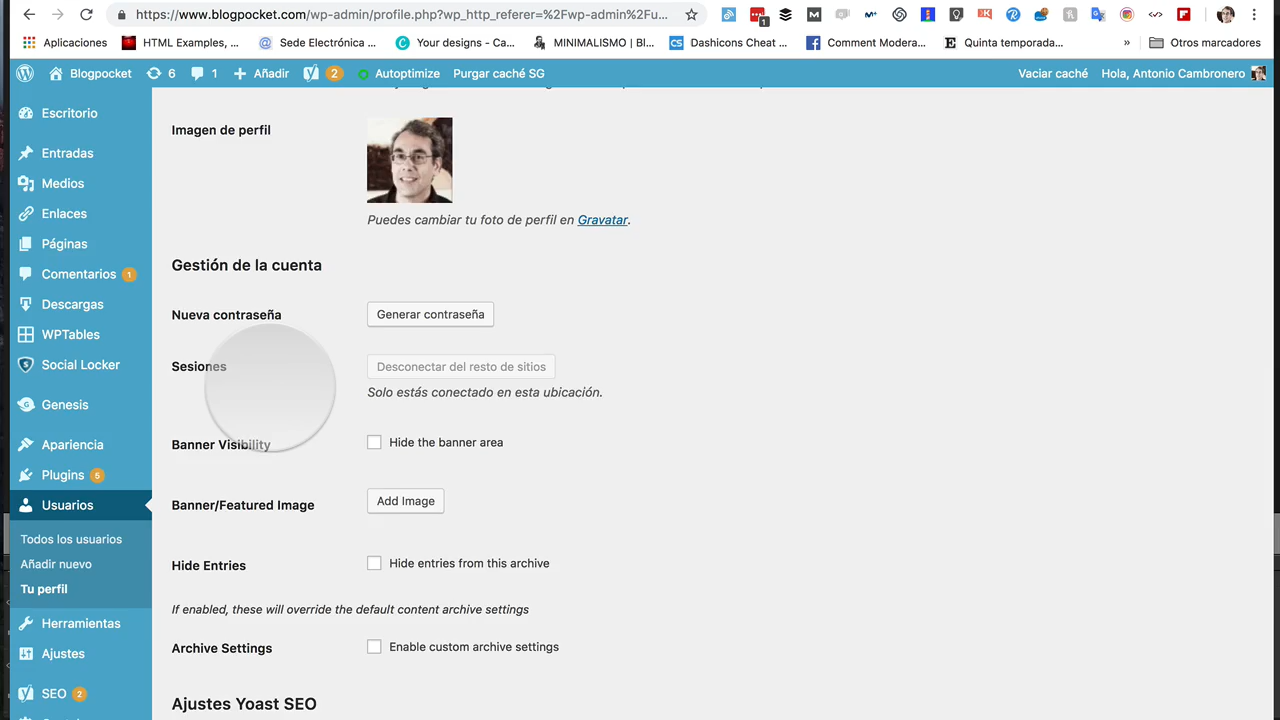 https://www.blogpocket.com/wp-admin/profile.php?wp_http_referer=%2Fwp-admin%2Fu...
1
Aplicaciones
HTML Examples, ...
Sede Electrónica ...
Your designs - Ca...
MINIMALISMO | Bl...
Dashicons Cheat ...
Comment Modera...
Quinta temporada...
»
Otros marcadores
Blogpocket
6
1
Añadir
2
Autoptimize
Purgar caché SG
Vaciar caché
Hola, Antonio Cambronero
Escritorio
Entradas
Medios
Enlaces
Páginas
Comentarios 1
Descargas
WPTables
Social Locker
Genesis
Apariencia
Plugins 6
Usuarios
Todos los usuarios
Añadir nuevo
Tu perfil
Herramientas
Ajustes
SEO 2
Imagen de perfil
Puedes cambiar tu foto de perfil en Gravatar.
Gestión de la cuenta
Nueva contraseña
Generar contraseña
Sesiones
Desconectar del resto de sitios
Solo estás conectado en esta ubicación.
Banner Visibility
Hide the banner area
Banner/Featured Image
Add Image
Hide Entries
Hide entries from this archive
If enabled, these will override the default content archive settings
Archive Settings
Enable custom archive settings
Ajustes Yoast SEO